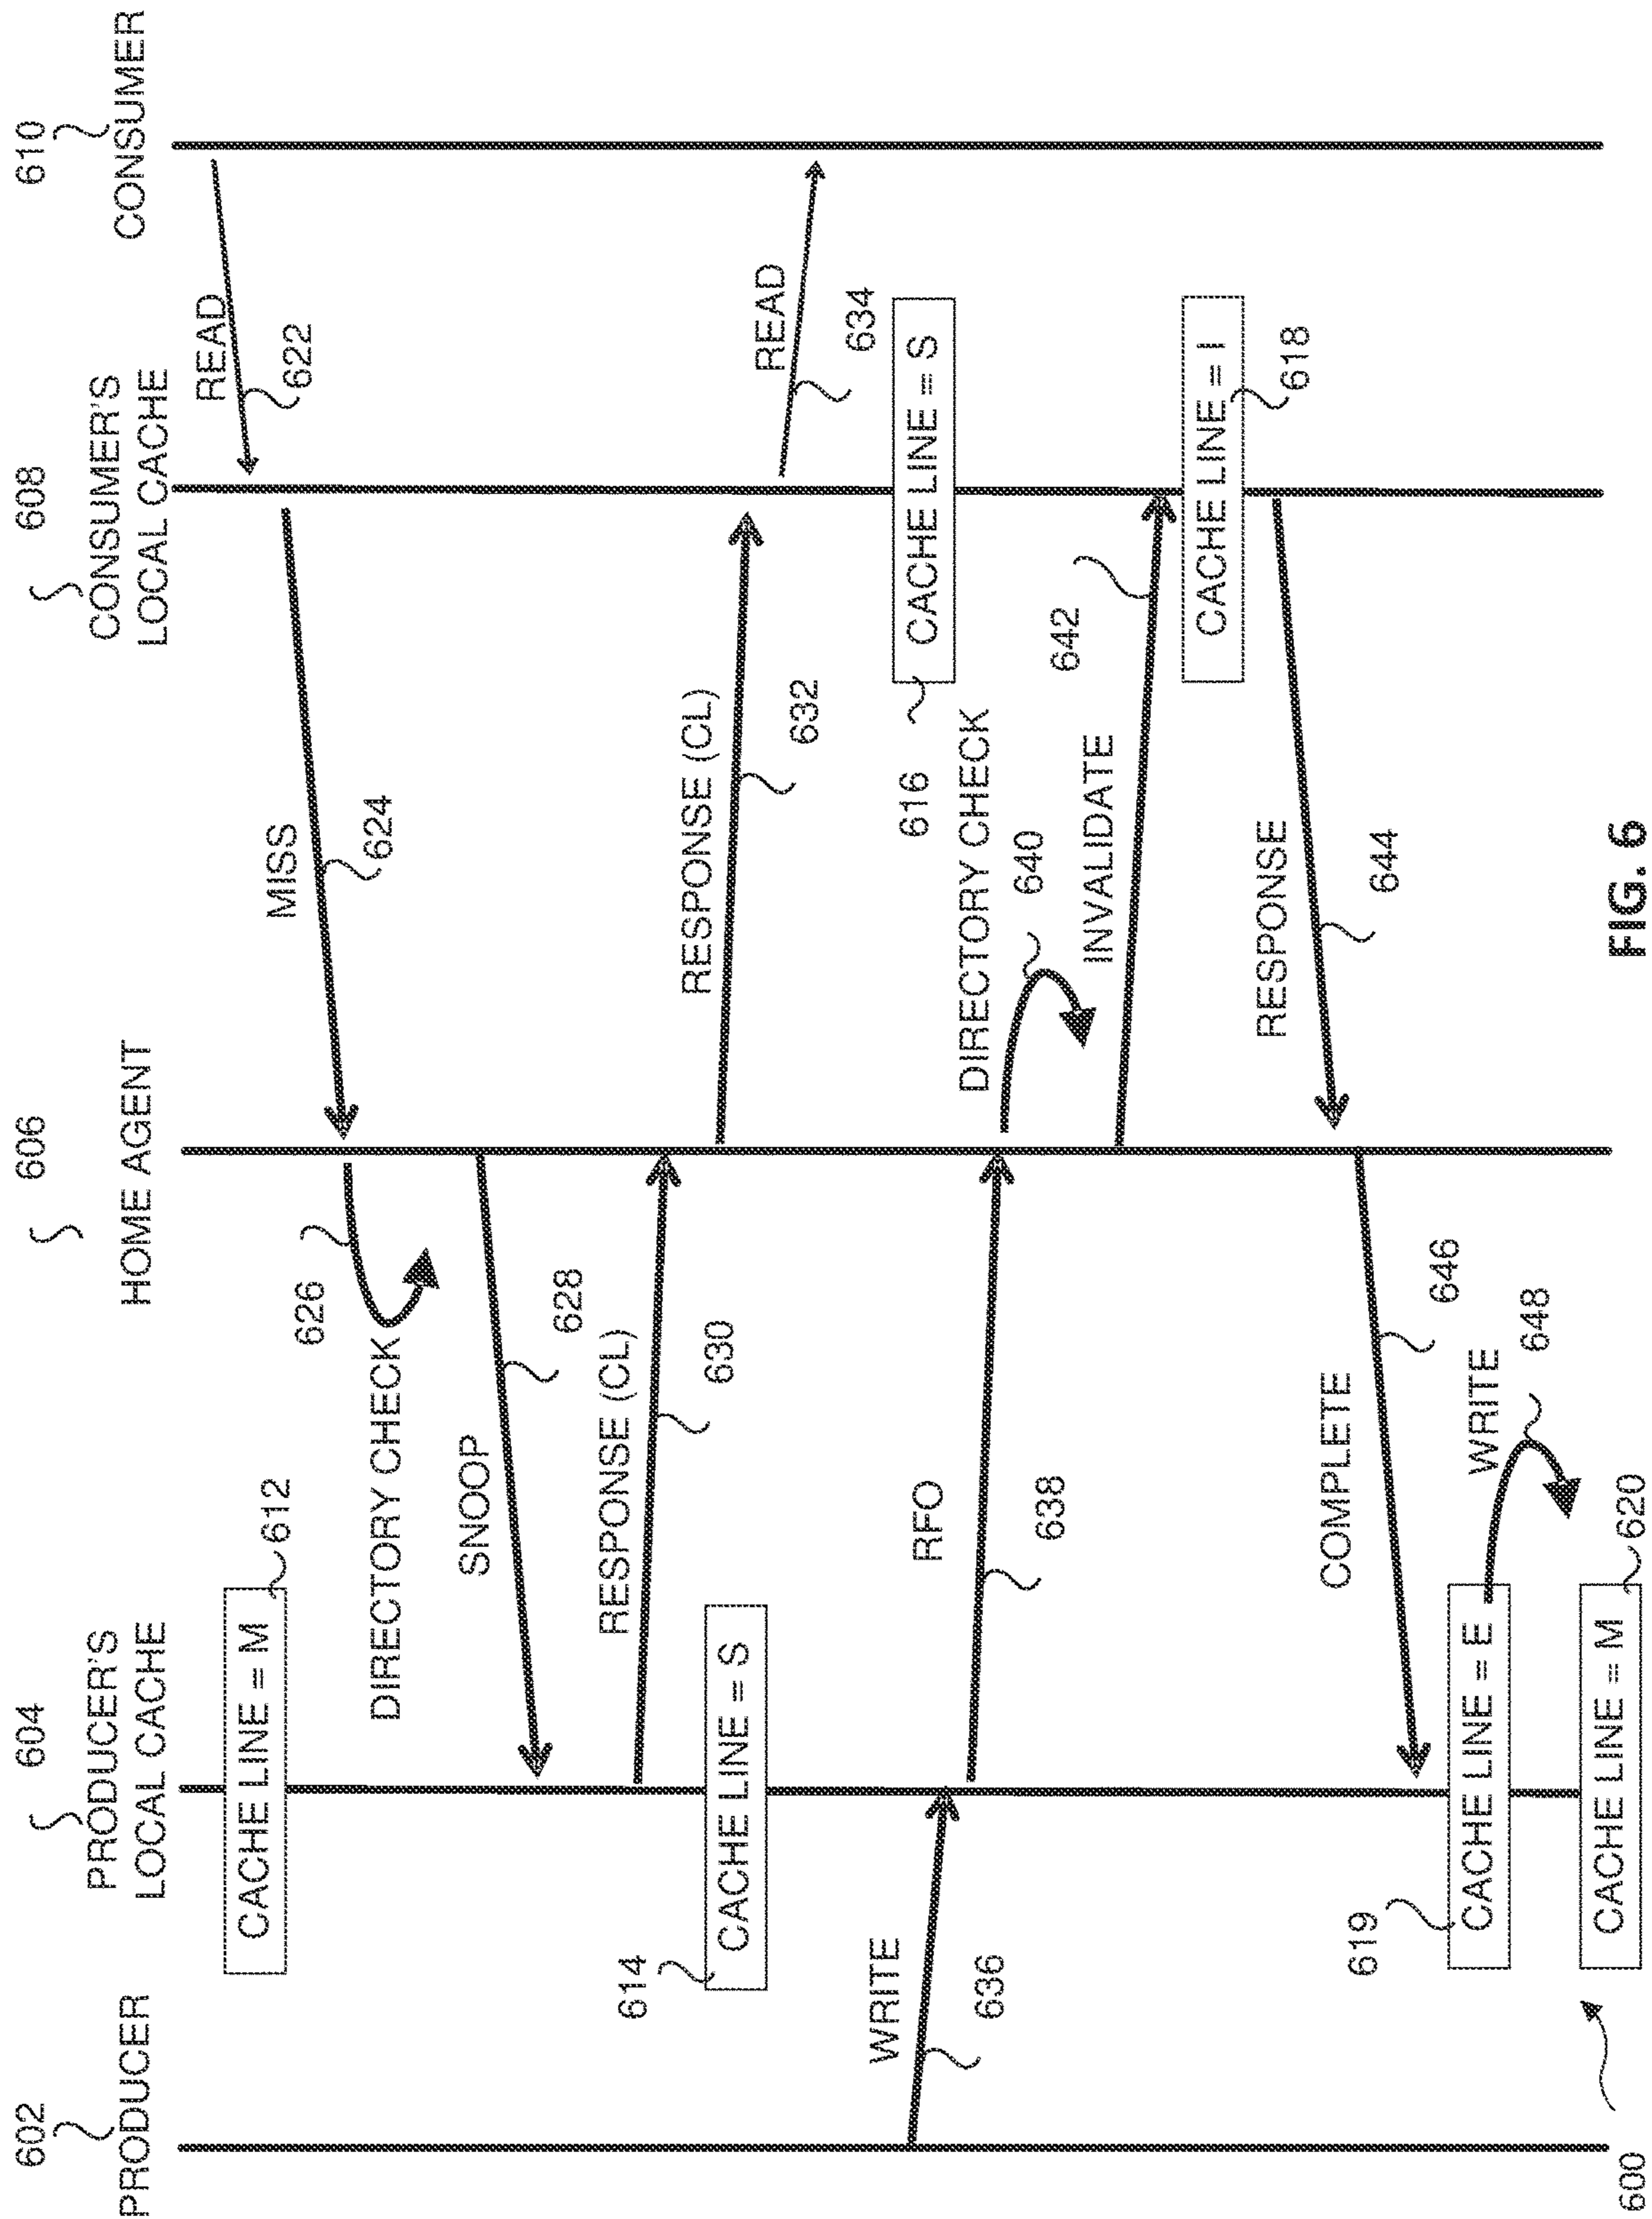 602
PRODUCER
604
PRODUCER'S
LOCAL CACHE
606
HOME AGENT
608
CONSUMER'S
LOCAL CACHE
610
CONSUMER
READ
622
CACHE LINE = M
612
MISS
624
626
DIRECTORY CHECK
SNOOP
628
RESPONSE (CL)
630
614
CACHE LINE = S
RESPONSE (CL)
632
READ
634
WRITE
636
RFO
638
616
CACHE LINE = S
DIRECTORY CHECK
640
INVALIDATE
642
CACHE LINE = I
618
RESPONSE
644
COMPLETE
646
619
CACHE LINE = E
WRITE
648
CACHE LINE = M
620
600
FIG. 6